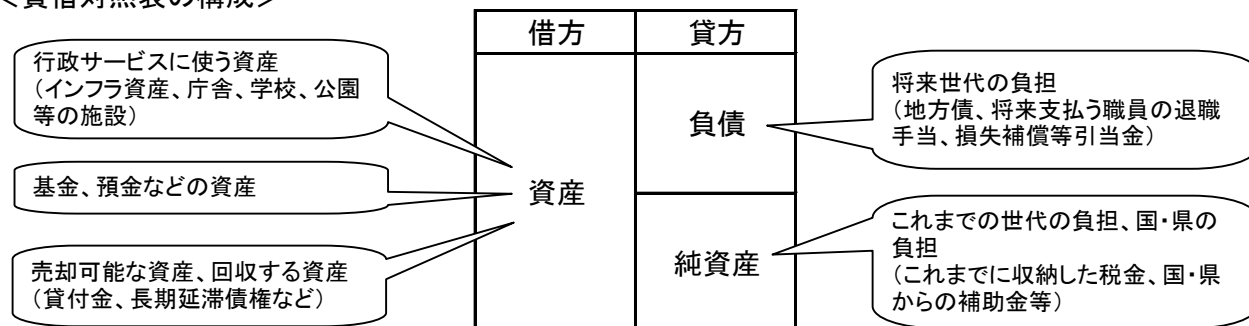 ＜貸借対照表の構成＞
借方 貸方
行政サービスに使う資産
（インフラ資産、庁舎、学校、公園
等の施設）
基金、預金などの資産
売却可能な資産、回収する資産
（貸付金、長期延滞債権など）
資産
負債
純資産
将来世代の負担
（地方債、将来支払う職員の退職
手当、損失補償等引当金）
これまでの世代の負担、国・県の
負担
（これまでに収納した税金、国・県
からの補助金等）